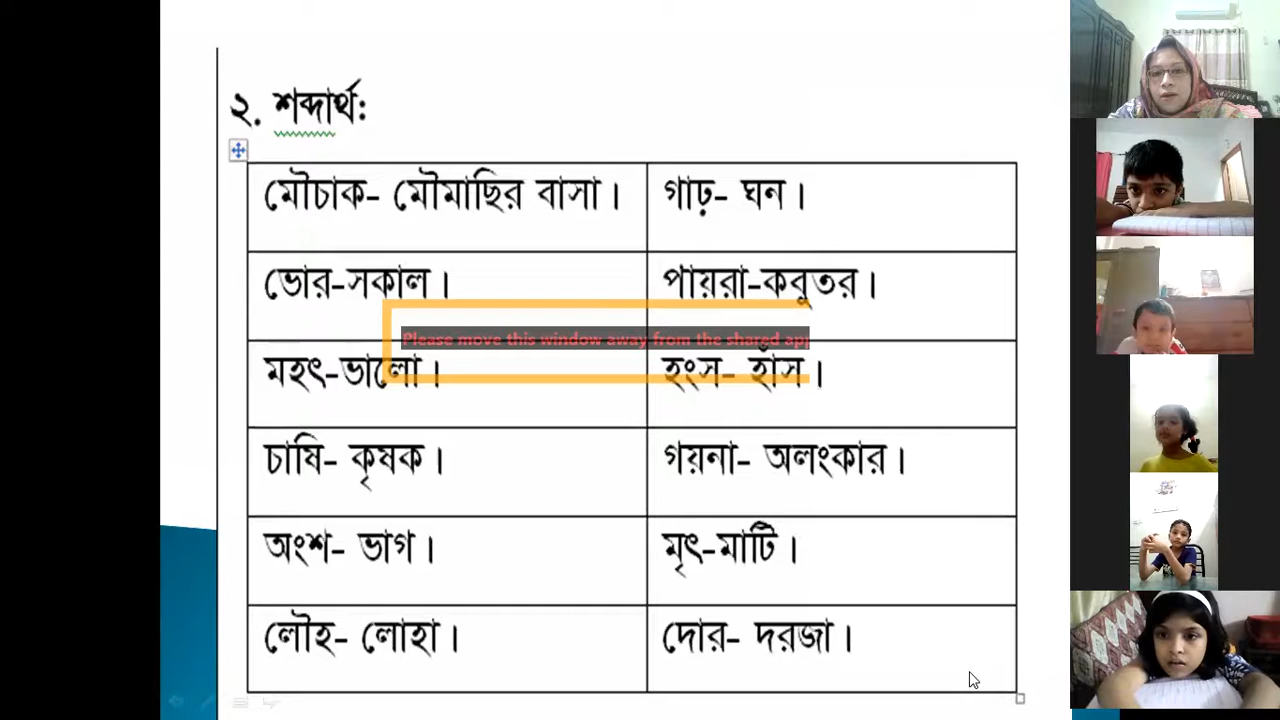 ২. শব্দার্থ:
মৌচাক- মৌমাছির বাসা। গাঢ়- ঘন।
ভোর-সকাল। পায়রা-কবুতর।
Please move this window away from the shared app
মহৎ-ভালো। হংস- হাঁস।
চাষি- কৃষক। গয়না- অলংকার।
অংশ- ভাগ। মৃৎ-মাটি।
লৌহ- লোহা। দোর- দরজা।